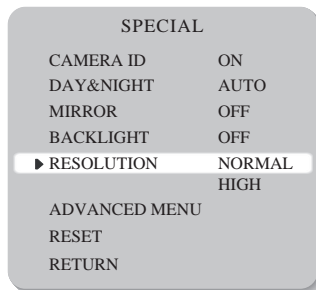 SPECIAL
CAMERA ID ON
DAY&NIGHT AUTO
MIRROR OFF
BACKLIGHT OFF
RESOLUTION NORMAL
HIGH
ADVANCED MENU
RESET
RETURN